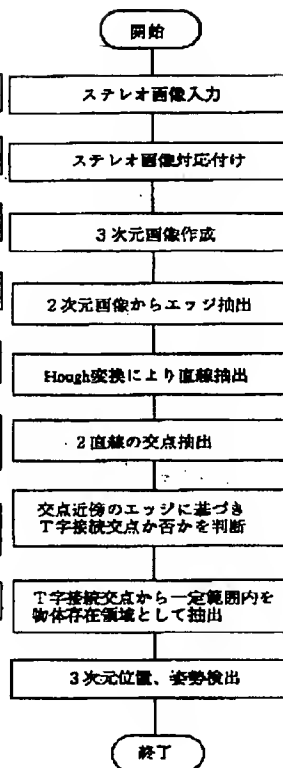 開始
ステレオ画像入力
ステレオ画像対応付け
3次元画像作成
2次元画像からエッジ抽出
Hough変換により直線抽出
2直線の交点抽出
交点近傍のエッジに基づき
T字接続交点か否かを判断
T字接続交点から一定範囲内を
物体存在領域として抽出
3次元位置、姿勢検出
終了